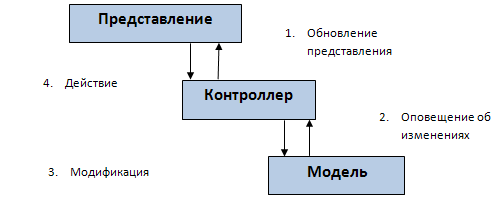 Представление
1. Обновление
представления
4. Действие
Контроллер
2. Оповещение об
изменениях
3. Модификация
Модель